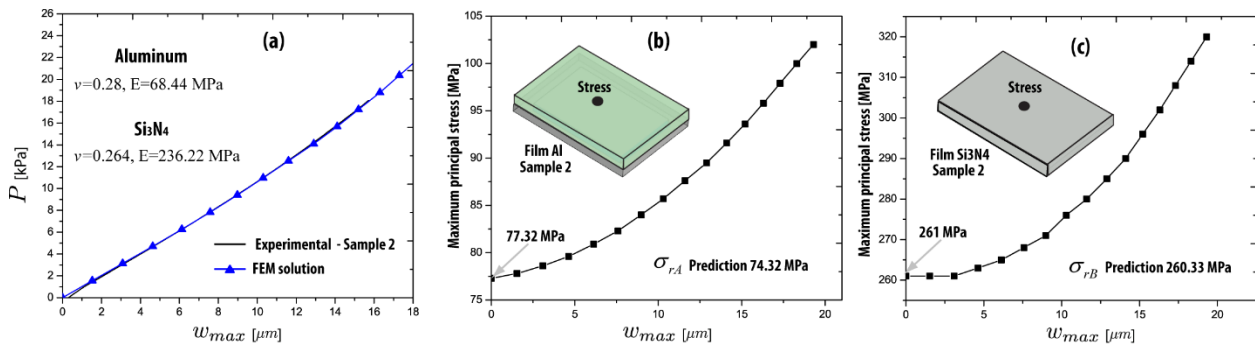 (a)
Aluminum
ν=0.28, E=68.44 MPa
Si₃N₄
ν=0.264, E=236.22 MPa
Experimental - Sample 2
FEM solution
P [kPa]
26
24
22
20
18
16
14
12
10
8
6
4
2
0
0 2 4 6 8 10 12 14 16 18
w_max [μm]
(b)
Stress
Film Al
Sample 2
77.32 MPa
σ_rA Prediction 74.32 MPa
Maximum principal stress [MPa]
105
100
95
90
85
80
75
0 5 10 15 20
w_max [μm]
(c)
Stress
Film Si3N4
Sample 2
261 MPa
σ_rB Prediction 260.33 MPa
Maximum principal stress [MPa]
320
310
300
290
280
270
260
0 5 10 15 20
w_max [μm]